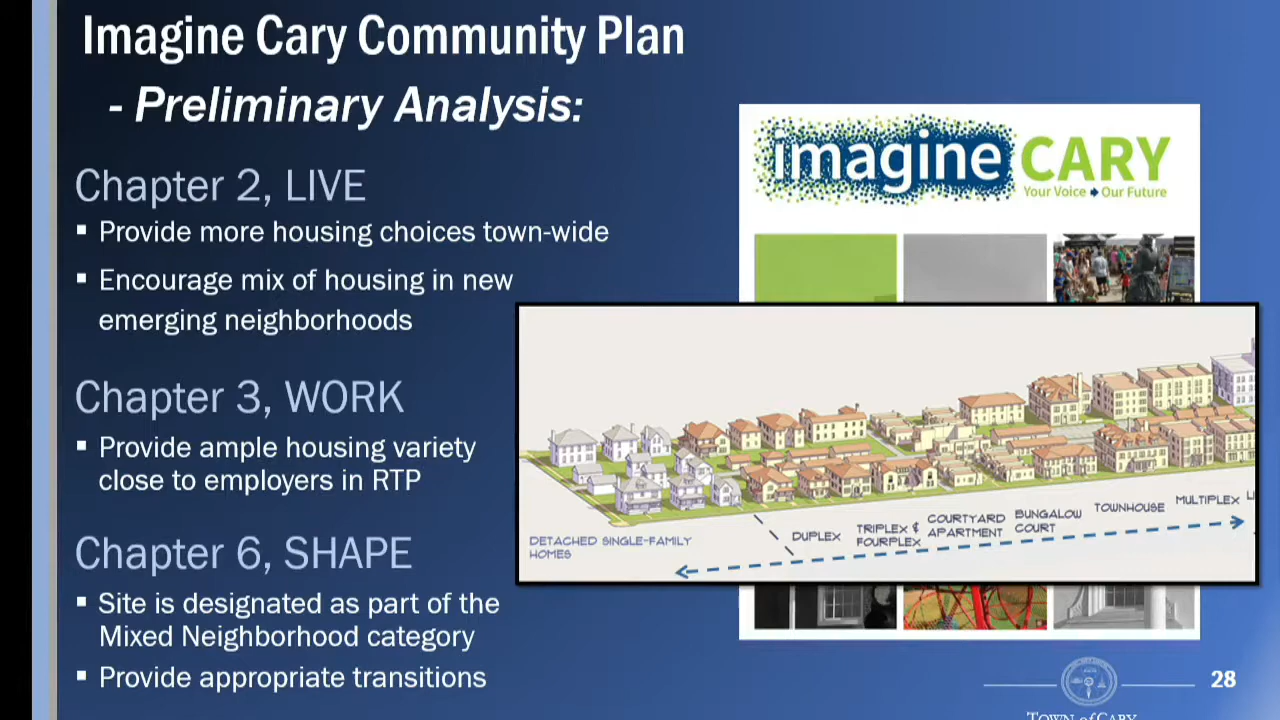 Imagine Cary Community Plan
- Preliminary Analysis:
Chapter 2, LIVE
▪ Provide more housing choices town-wide
▪ Encourage mix of housing in new
emerging neighborhoods
Chapter 3, WORK
▪ Provide ample housing variety
close to employers in RTP
Chapter 6, SHAPE
▪ Site is designated as part of the
Mixed Neighborhood category
▪ Provide appropriate transitions
imagine CARY
Your Voice ➧ Our Future
DETACHED SINGLE-FAMILY
HOMES
DUPLEX
TRIPLEX &
FOURPLEX
COURTYARD
APARTMENT
BUNGALOW
COURT
TOWNHOUSE
MULTIPLEX
TOWN of CARY
28